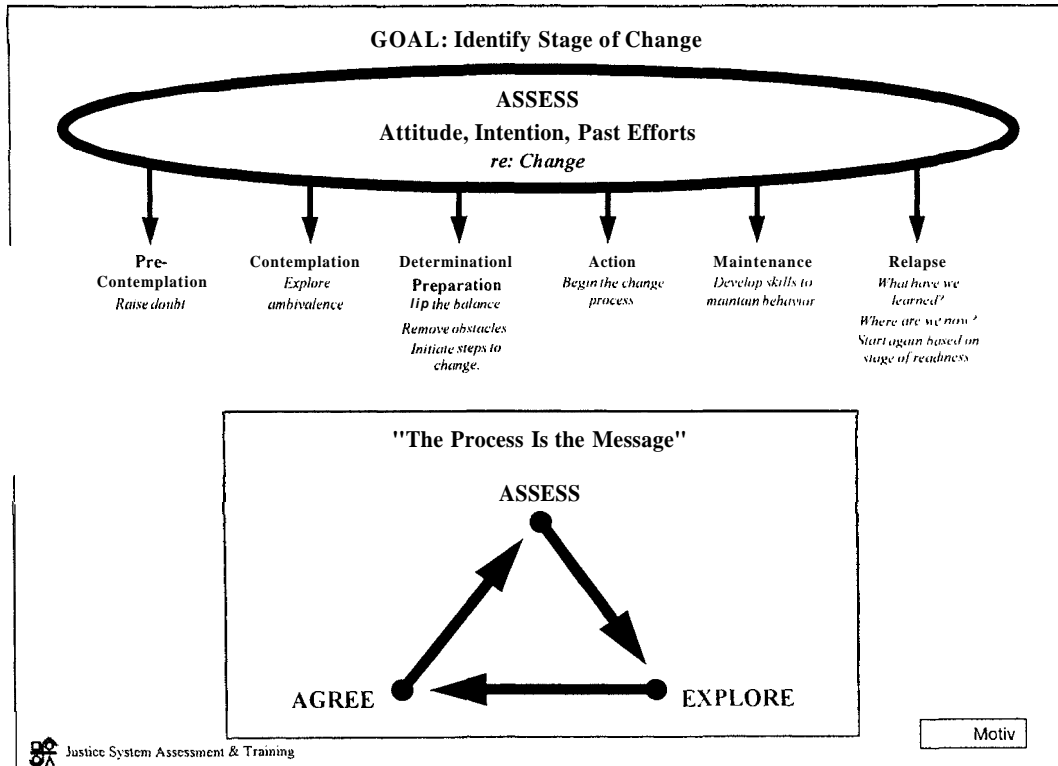 GOAL: Identify Stage of Change
ASSESS
Attitude, Intention, Past Efforts
re: Change
Pre-
Contemplation
Raise doubt
Contemplation
Explore
ambivalence
Determinationl
Preparation
lip the balance
Remove obstacles
Initiate steps to
change.
Action
Begin the change
process
Maintenance
Develop skills to
maintain behavior
Relapse
What have we
learned?
Where are we now?
Start again based on
stage of readiness
"The Process Is the Message"
ASSESS
AGREE
EXPLORE
Justice System Assessment & Training
Motiv